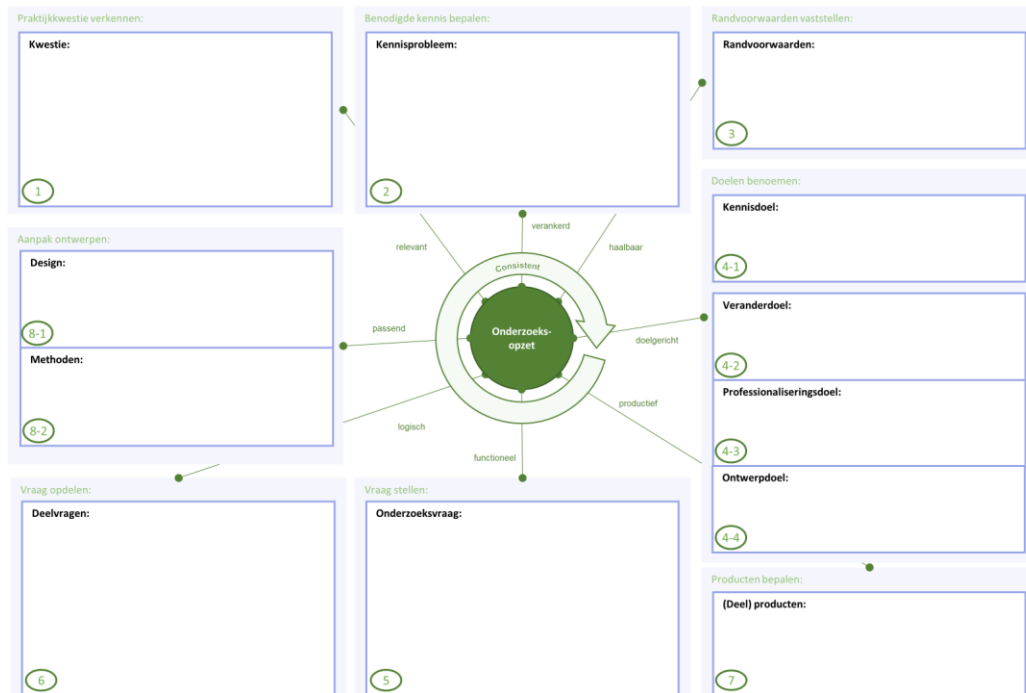 Praktijkkwestie verkennen:
Kwestie:
1
Benodigde kennis bepalen:
Kennisprobleem:
2
Randvoorwaarden vaststellen:
Randvoorwaarden:
3
Doelen benoemen:
Kennisdoel:
4-1
Veranderdoel:
4-2
Professionaliseringsdoel:
4-3
Ontwerpdoel:
4-4
Aanpak ontwerpen:
Design:
8-1
Methoden:
8-2
relevant
verankerd
haalbaar
Consistent
Onderzoeks-
opzet
passend
doelgericht
logisch
productief
functioneel
Vraag opdelen:
Deelvragen:
6
Vraag stellen:
Onderzoeksvraag:
5
Producten bepalen:
(Deel) producten:
7